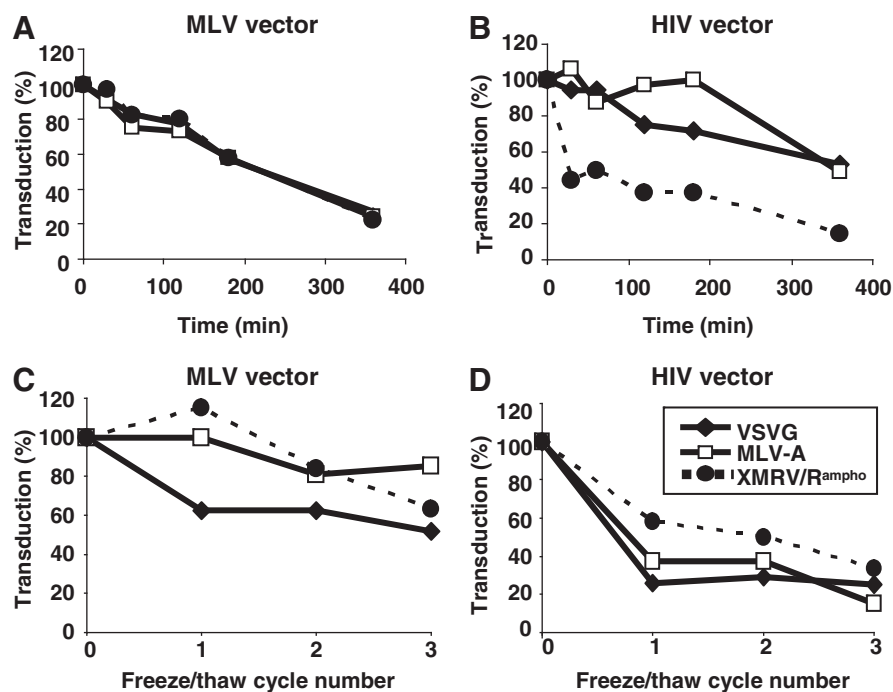 A
MLV vector
120
100
80
60
40
20
0
Transduction (%)
0
100
200
300
400
Time (min)
B
HIV vector
120
100
80
60
40
20
0
Transduction (%)
0
100
200
300
400
Time (min)
C
MLV vector
120
100
80
60
40
20
0
Transduction (%)
0
1
2
3
Freeze/thaw cycle number
D
HIV vector
120
100
80
60
40
20
0
Transduction (%)
VSVG
MLV-A
XMRV/Rampho
0
1
2
3
Freeze/thaw cycle number